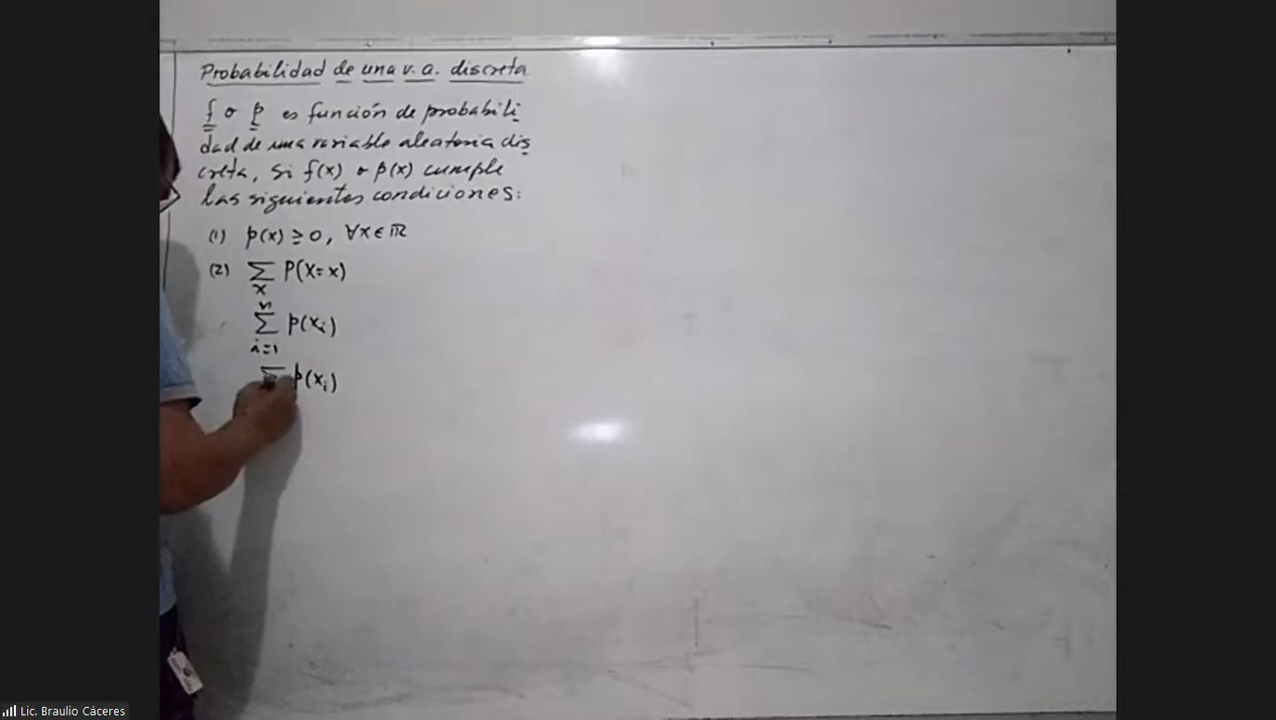 Probabilidad de una v.a. discreta
f o p es función de probabili
dad de una variable aleatoria dis
creta, si f(x) o p(x) cumple
las siguientes condiciones:
(1) p(x) ≥ 0, ∀x ∈ ℝ
(2) ∑ P(X=x)
x
n
∑ p(xi)
i=1
∑ p(xi)
Lic. Braulio Cáceres